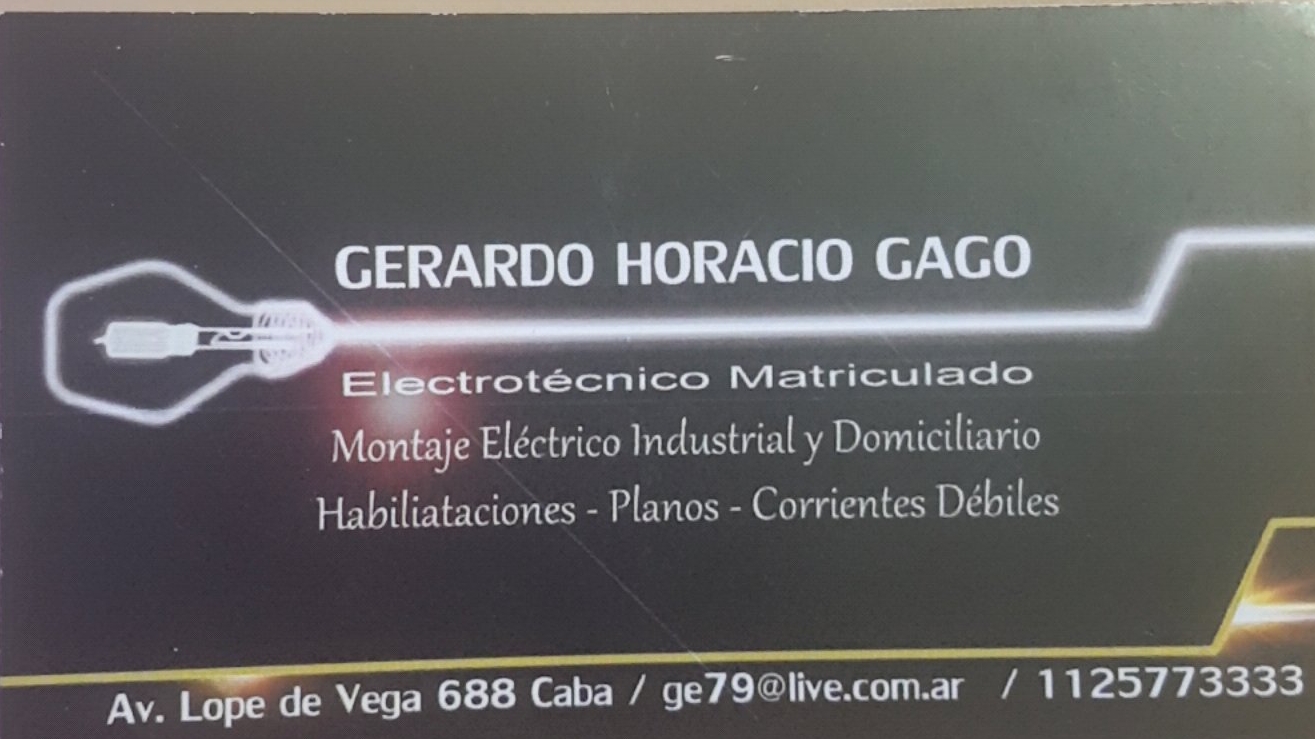 GERARDO HORACIO GAGO
Electrotécnico Matriculado
Montaje Eléctrico Industrial y Domiciliario
Habiliataciones - Planos - Corrientes Débiles
Av. Lope de Vega 688 Caba / ge79@live.com.ar / 1125773333